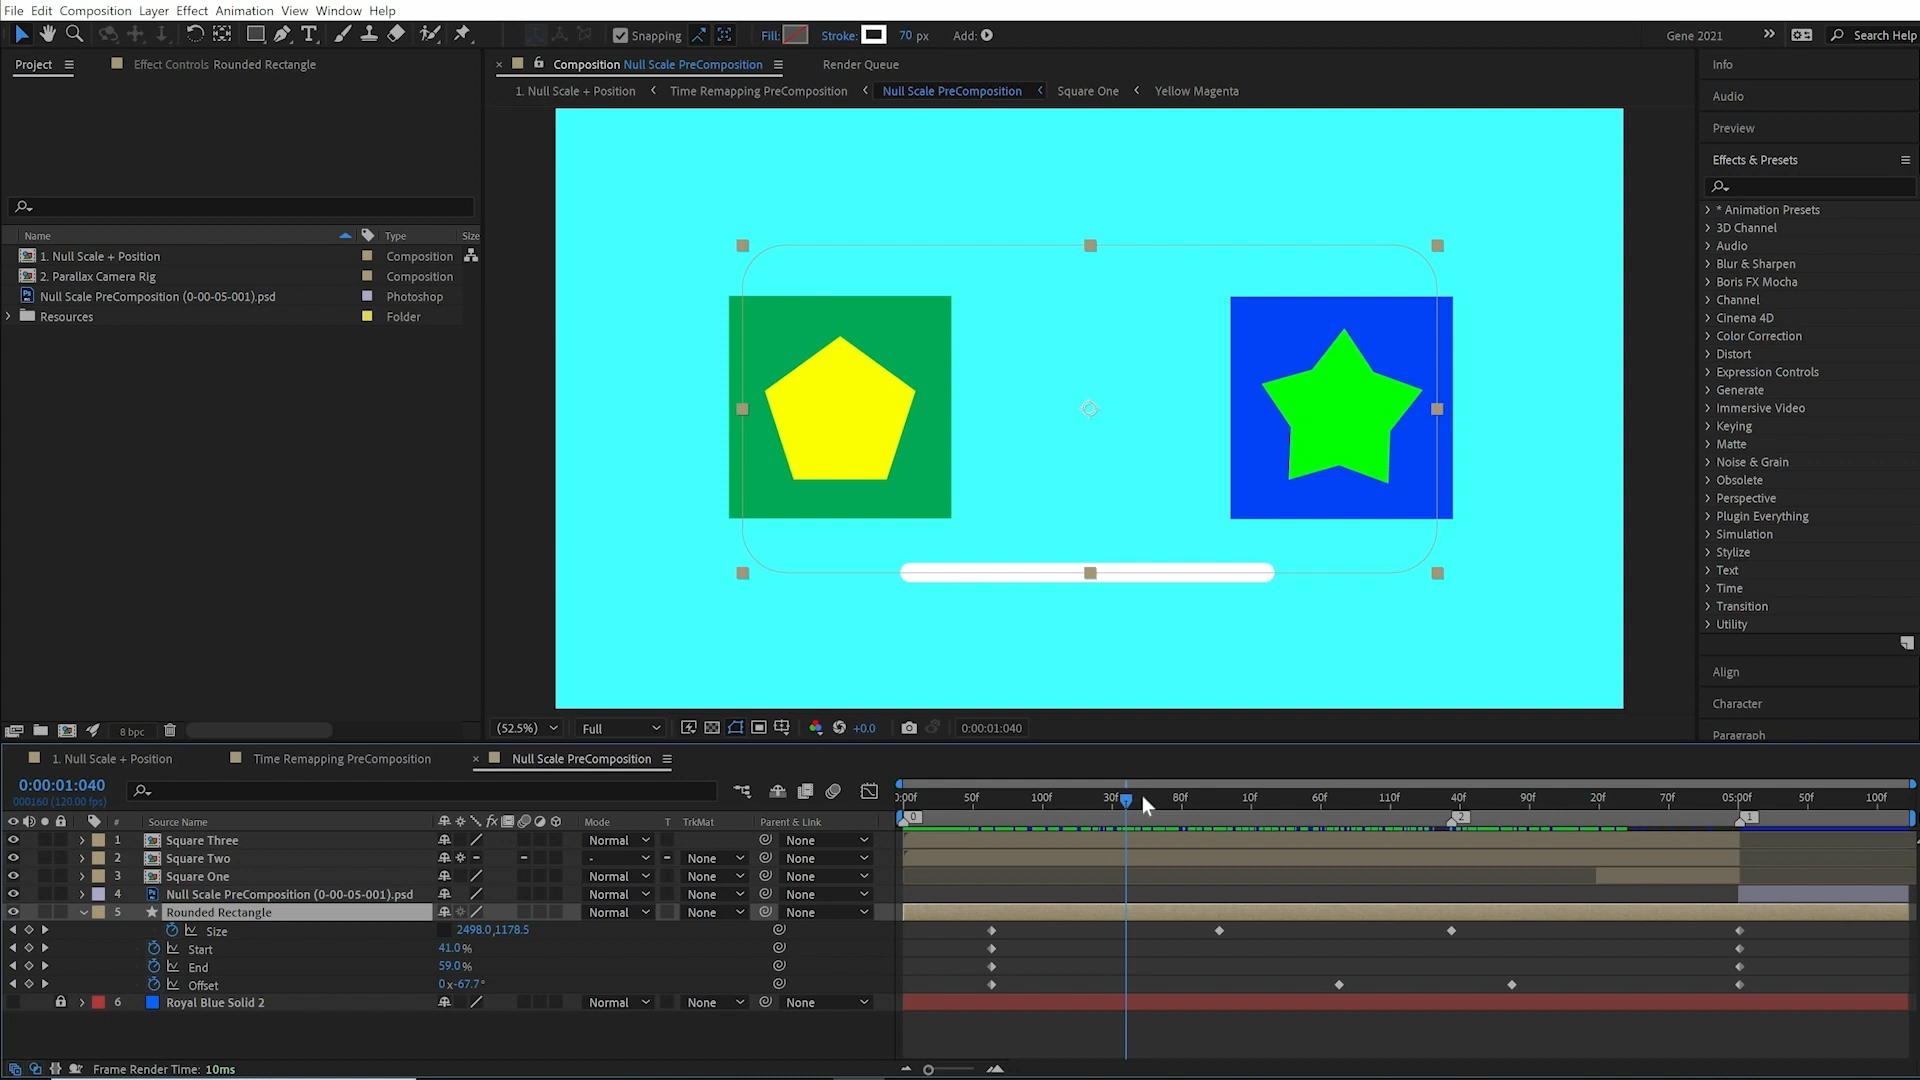 File Edit Composition Layer Effect Animation View Window Help
Snapping Fill: Stroke: 70 px Add: Gene 2021 Search Help
Project Effect Controls Rounded Rectangle
Composition Null Scale PreComposition Render Queue
1. Null Scale + Position Time Remapping PreComposition Null Scale PreComposition Square One Yellow Magenta
Name Type Size
1. Null Scale + Position Composition
2. Parallax Camera Rig Composition
Null Scale PreComposition (0-00-05-001).psd Photoshop
Resources Folder
8 bpc
(52.5%) Full +0.0 0:00:01:040
Info
Audio
Preview
Effects & Presets
* Animation Presets
3D Channel
Audio
Blur & Sharpen
Boris FX Mocha
Channel
Cinema 4D
Color Correction
Distort
Expression Controls
Generate
Immersive Video
Keying
Matte
Noise & Grain
Obsolete
Perspective
Plugin Everything
Simulation
Stylize
Text
Time
Transition
Utility
Align
Character
Paragraph
1. Null Scale + Position Time Remapping PreComposition Null Scale PreComposition
0:00:01:040
000160 (120.00 fps)
:00f 50f 100f 30f 80f 10f 60f 110f 40f 90f 20f 70f 05:00f 50f 100f
0 2 1
# Source Name fx Mode T TrkMat Parent & Link
1 Square Three Normal None
2 Square Two - None None
3 Square One Normal None None
4 Null Scale PreComposition (0-00-05-001).psd Normal None None
5 Rounded Rectangle Normal None None
Size 2498.0,1178.5
Start 41.0 %
End 59.0 %
Offset 0x-67.7°
6 Royal Blue Solid 2 Normal None None
Frame Render Time: 10ms